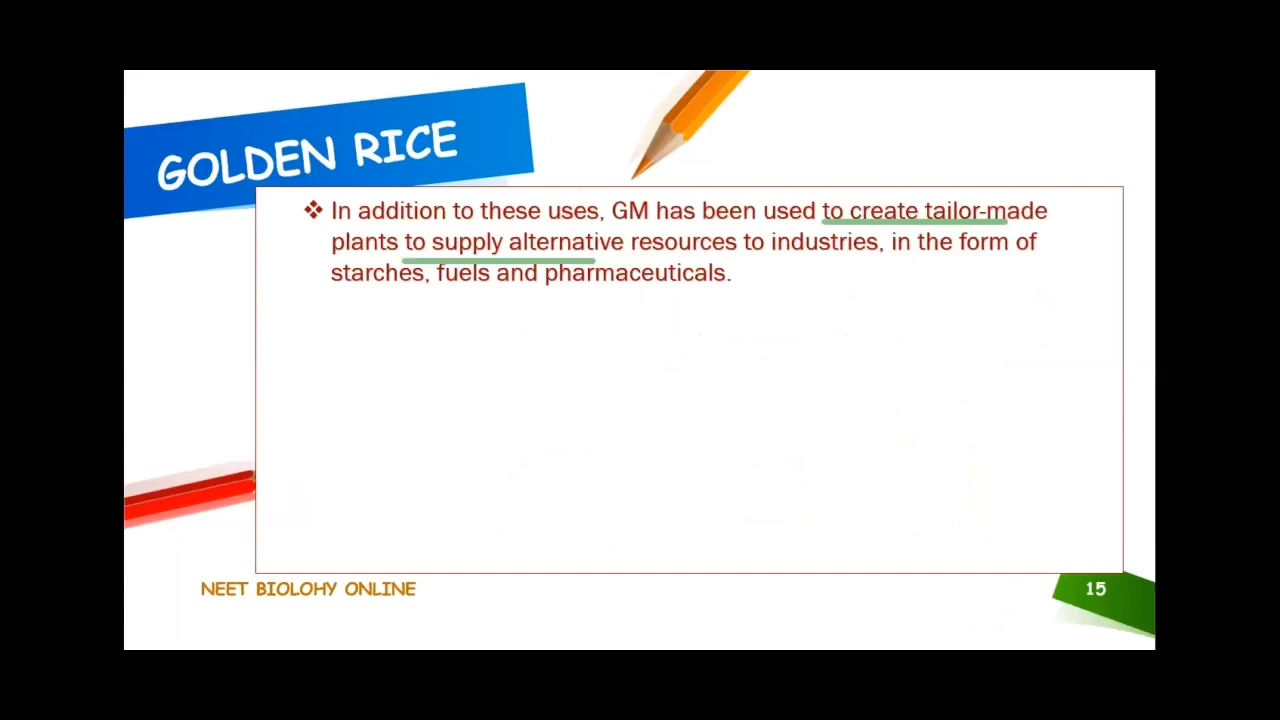 GOLDEN RICE
❖ In addition to these uses, GM has been used to create tailor-made
plants to supply alternative resources to industries, in the form of
starches, fuels and pharmaceuticals.
NEET BIOLOHY ONLINE
15